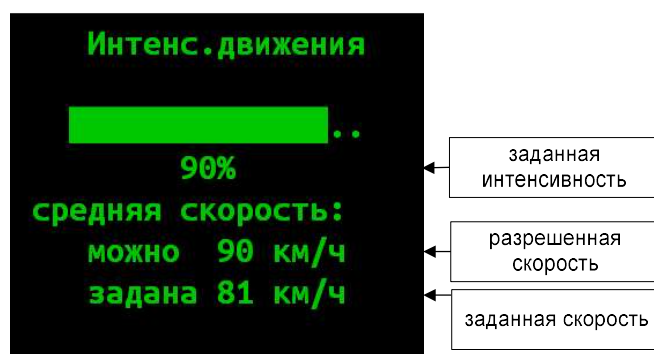 Интенс.движения
..
90%
средняя скорость:
можно 90 км/ч
задана 81 км/ч
заданная
интенсивность
разрешенная
скорость
заданная скорость